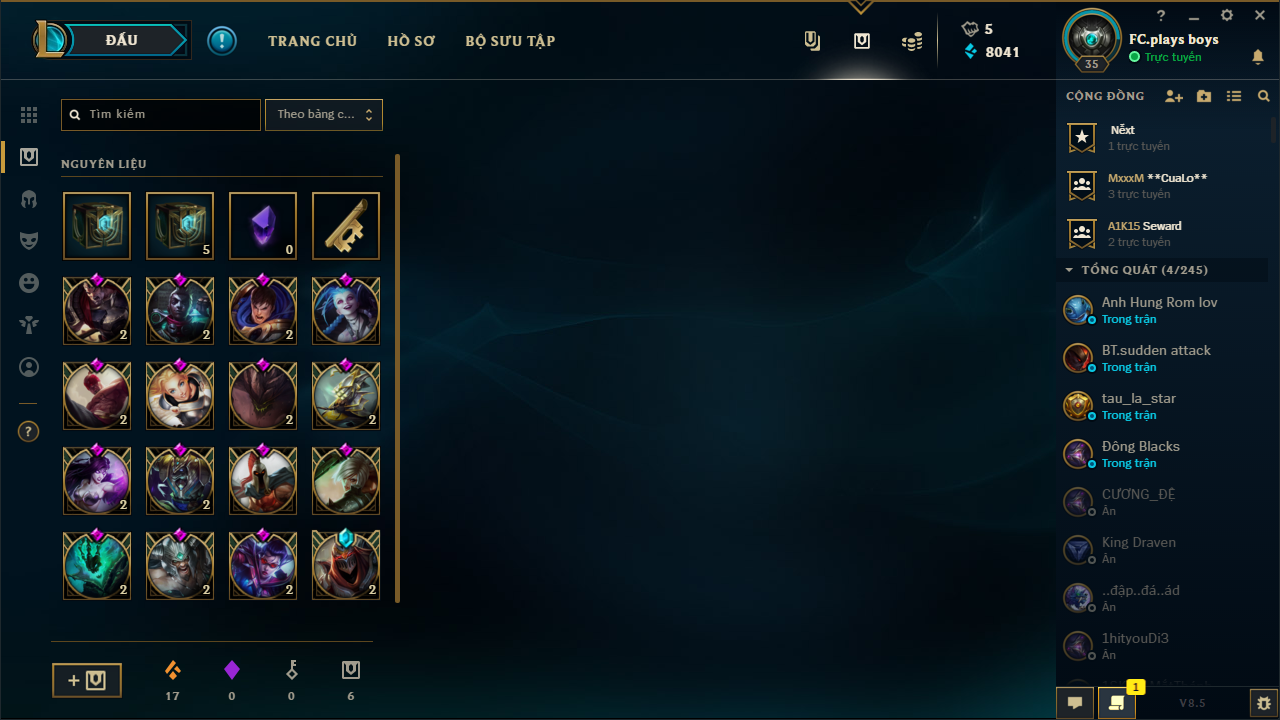 ĐẤU
TRANG CHỦ
HỒ SƠ
BỘ SƯU TẬP
5
8041
35
FC.plays boys
Trực tuyến
Tìm kiếm
Theo bảng c...
NGUYÊN LIỆU
5
0
2
2
2
2
2
2
2
2
2
2
2
2
2
2
17
0
0
6
CỘNG ĐỒNG
Nễxt
1 trực tuyến
MxxxM **CuaLo**
3 trực tuyến
A1K15 Seward
2 trực tuyến
TỔNG QUÁT (4/245)
Anh Hung Rom lov
Trong trận
BT.sudden attack
Trong trận
tau_la_star
Trong trận
Đông Blacks
Trong trận
CƯƠNG_ĐỆ
Ẩn
King Draven
Ẩn
..đập..đá..ád
Ẩn
1hityouDi3
Ẩn
1
V8.5